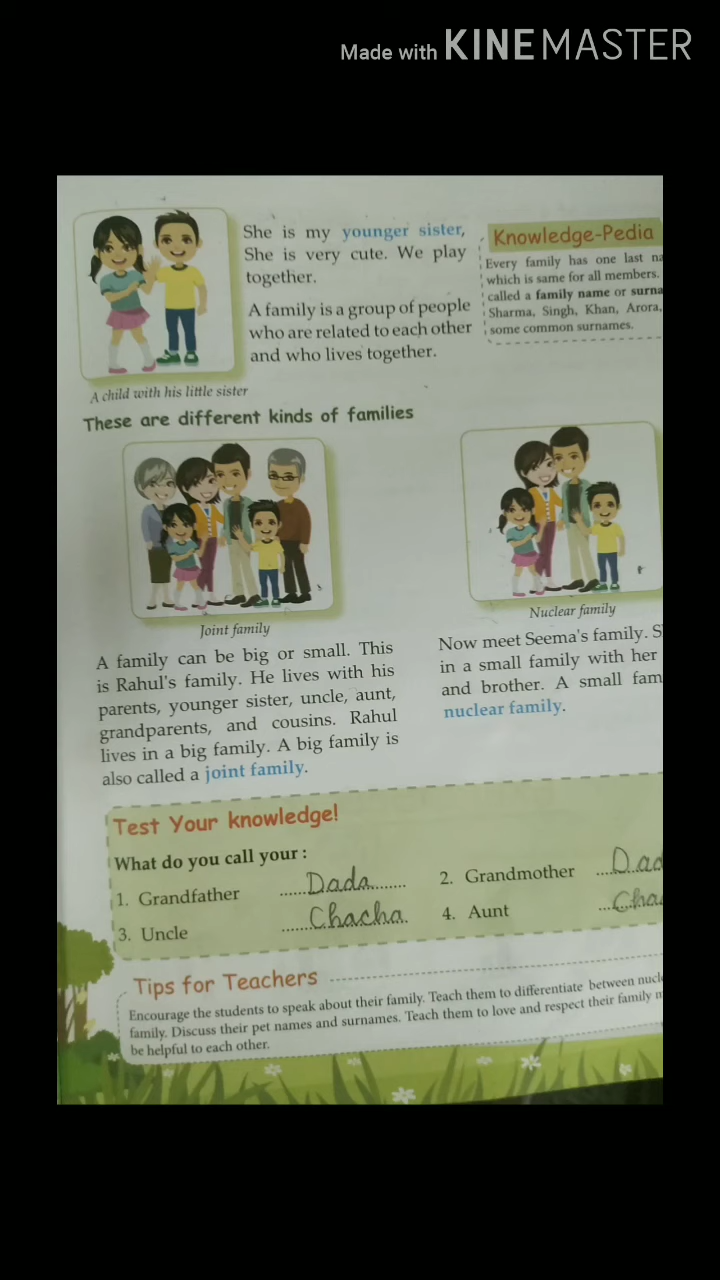 Made with KINEMASTER
She is my younger sister,
She is very cute. We play
together.
A family is a group of people
who are related to each other
and who lives together.
A child with his little sister
Knowledge-Pedia
Every family has one last
which is same for all members.
called a family name or
Sharma, Singh, Khan, Arora,
some common surnames.
These are different kinds of families
Joint family
A family can be big or small. This
is Rahul's family. He lives with his
parents, younger sister, uncle, aunt,
grandparents, and cousins. Rahul
lives in a big family. A big family is
also called a joint family.
Nuclear family
Now meet Seema's family.
in a small family with her
and brother. A small
nuclear family.
Test Your knowledge!
What do you call your :
1. Grandfather ......Dada........
2. Grandmother
3. Uncle ......Chacha.
4. Aunt
Tips for Teachers
Encourage the students to speak about their family. Teach them to differentiate between
family. Discuss their pet names and surnames. Teach them to love and respect their family
be helpful to each other.